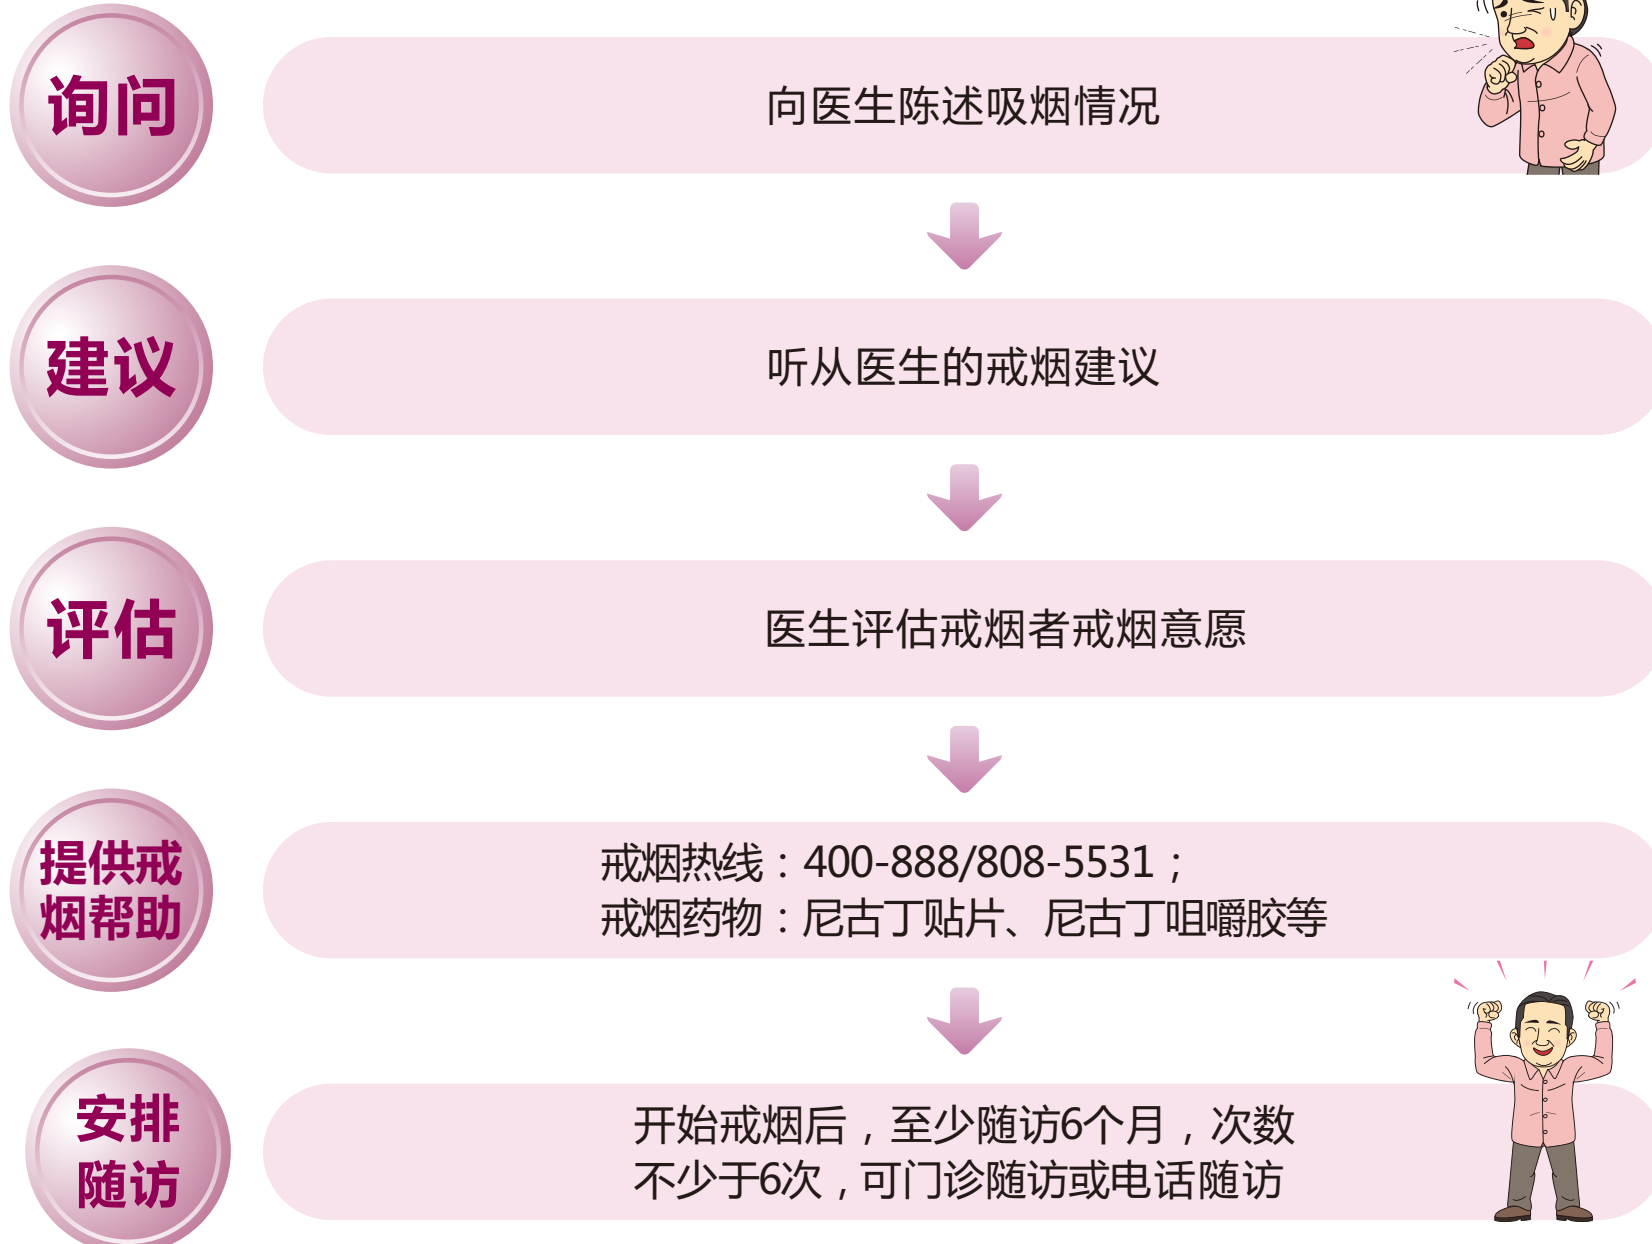 询问
向医生陈述吸烟情况
建议
听从医生的戒烟建议
评估
医生评估戒烟者戒烟意愿
提供戒
烟帮助
戒烟热线：400-888/808-5531；
戒烟药物：尼古丁贴片、尼古丁咀嚼胶等
安排
随访
开始戒烟后，至少随访6个月，次数
不少于6次，可门诊随访或电话随访